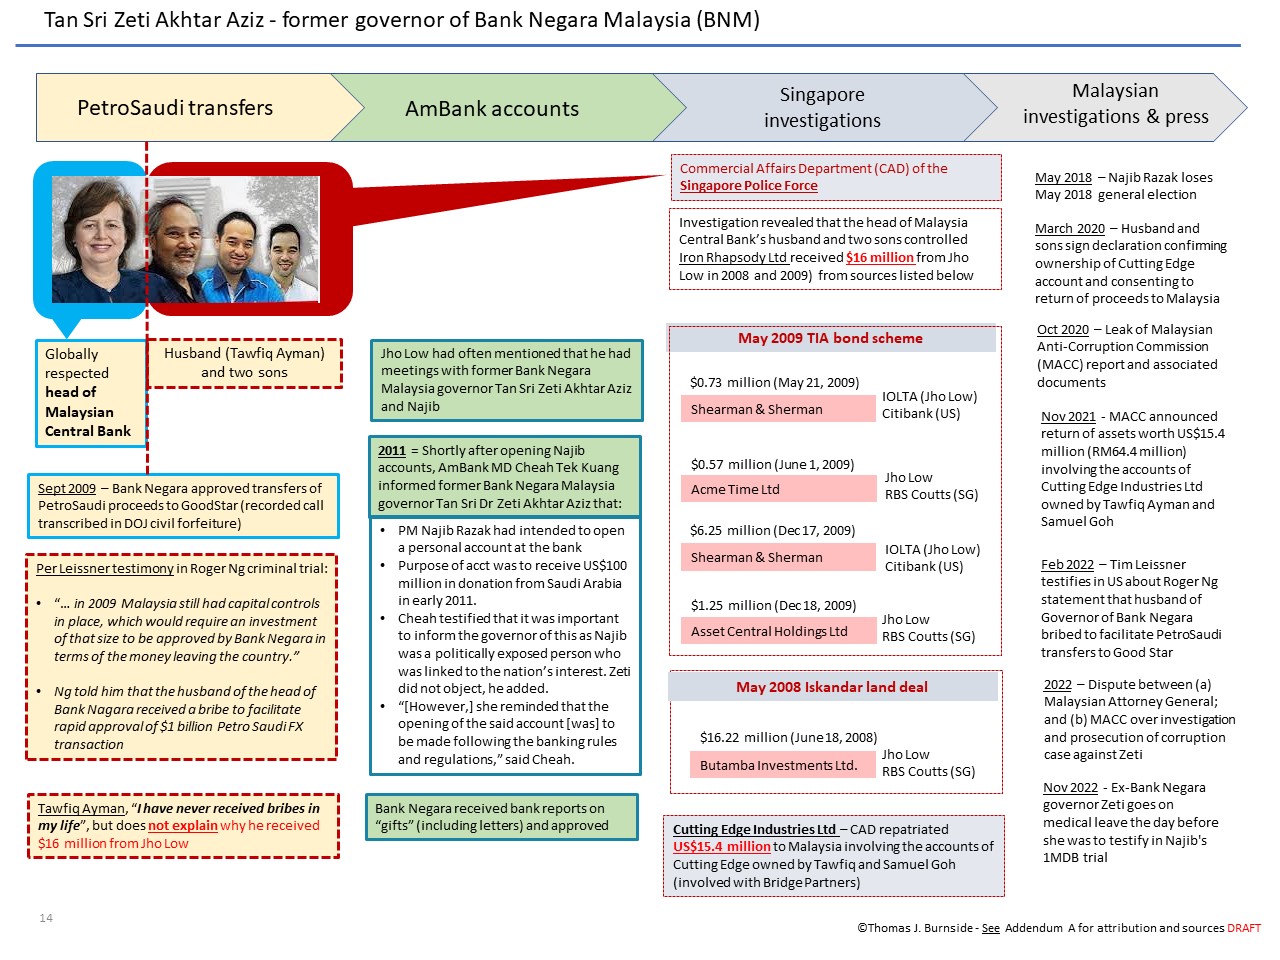 Tan Sri Zeti Akhtar Aziz - former governor of Bank Negara Malaysia (BNM)
PetroSaudi transfers
AmBank accounts
Singapore
investigations
Malaysian
investigations & press
Globally
respected
head of
Malaysian
Central Bank
Husband (Tawfiq Ayman)
and two sons
Sept 2009 – Bank Negara approved transfers of
PetroSaudi proceeds to GoodStar (recorded call
transcribed in DOJ civil forfeiture)
Per Leissner testimony in Roger Ng criminal trial:
• “… in 2009 Malaysia still had capital controls
in place, which would require an investment
of that size to be approved by Bank Negara in
terms of the money leaving the country.”
• Ng told him that the husband of the head of
Bank Nagara received a bribe to facilitate
rapid approval of $1 billion Petro Saudi FX
transaction
Tawfiq Ayman, “I have never received bribes in
my life”, but does not explain why he received
$16 million from Jho Low
Jho Low had often mentioned that he had
meetings with former Bank Negara
Malaysia governor Tan Sri Zeti Akhtar Aziz
and Najib
2011 = Shortly after opening Najib
accounts, AmBank MD Cheah Tek Kuang
informed former Bank Negara Malaysia
governor Tan Sri Dr Zeti Akhtar Aziz that:
• PM Najib Razak had intended to open
a personal account at the bank
• Purpose of acct was to receive US$100
million in donation from Saudi Arabia
in early 2011.
• Cheah testified that it was important
to inform the governor of this as Najib
was a politically exposed person who
was linked to the nation’s interest. Zeti
did not object, he added.
• “[However,] she reminded that the
opening of the said account [was] to
be made following the banking rules
and regulations,” said Cheah.
Bank Negara received bank reports on
“gifts” (including letters) and approved
Commercial Affairs Department (CAD) of the
Singapore Police Force
Investigation revealed that the head of Malaysia
Central Bank’s husband and two sons controlled
Iron Rhapsody Ltd received $16 million from Jho
Low in 2008 and 2009) from sources listed below
May 2009 TIA bond scheme
$0.73 million (May 21, 2009)
Shearman & Sherman
IOLTA (Jho Low)
Citibank (US)
$0.57 million (June 1, 2009)
Acme Time Ltd
Jho Low
RBS Coutts (SG)
$6.25 million (Dec 17, 2009)
Shearman & Sherman
IOLTA (Jho Low)
Citibank (US)
$1.25 million (Dec 18, 2009)
Asset Central Holdings Ltd
Jho Low
RBS Coutts (SG)
May 2008 Iskandar land deal
$16.22 million (June 18, 2008)
Butamba Investments Ltd.
Jho Low
RBS Coutts (SG)
Cutting Edge Industries Ltd – CAD repatriated
US$15.4 million to Malaysia involving the accounts of
Cutting Edge owned by Tawfiq and Samuel Goh
(involved with Bridge Partners)
May 2018 – Najib Razak loses
May 2018 general election
March 2020 – Husband and
sons sign declaration confirming
ownership of Cutting Edge
account and consenting to
return of proceeds to Malaysia
Oct 2020 – Leak of Malaysian
Anti-Corruption Commission
(MACC) report and associated
documents
Nov 2021 - MACC announced
return of assets worth US$15.4
million (RM64.4 million)
involving the accounts of
Cutting Edge Industries Ltd
owned by Tawfiq Ayman and
Samuel Goh
Feb 2022 – Tim Leissner
testifies in US about Roger Ng
statement that husband of
Governor of Bank Negara
bribed to facilitate PetroSaudi
transfers to Good Star
2022 – Dispute between (a)
Malaysian Attorney General;
and (b) MACC over investigation
and prosecution of corruption
case against Zeti
Nov 2022 - Ex-Bank Negara
governor Zeti goes on
medical leave the day before
she was to testify in Najib's
1MDB trial
14
©Thomas J. Burnside - See Addendum A for attribution and sources DRAFT